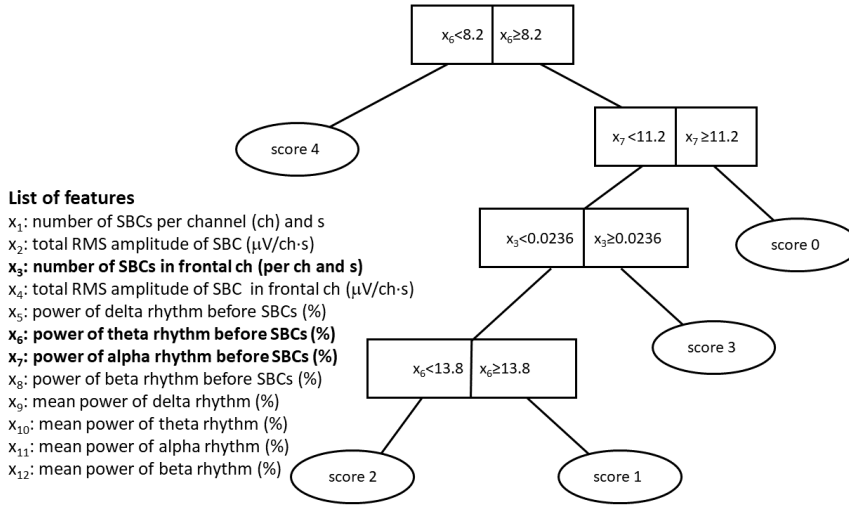 x₆<8.2 x₆≥8.2
score 4
x₇ <11.2 x₇ ≥11.2
List of features
x₁: number of SBCs per channel (ch) and s
x₂: total RMS amplitude of SBC (μV/ch·s)
x₃: number of SBCs in frontal ch (per ch and s)
x₄: total RMS amplitude of SBC in frontal ch (μV/ch·s)
x₅: power of delta rhythm before SBCs (%)
x₆: power of theta rhythm before SBCs (%)
x₇: power of alpha rhythm before SBCs (%)
x₈: power of beta rhythm before SBCs (%)
x₉: mean power of delta rhythm (%)
x₁₀: mean power of theta rhythm (%)
x₁₁: mean power of alpha rhythm (%)
x₁₂: mean power of beta rhythm (%)
x₃<0.0236 x₃≥0.0236
score 0
score 3
x₆<13.8 x₆≥13.8
score 2
score 1